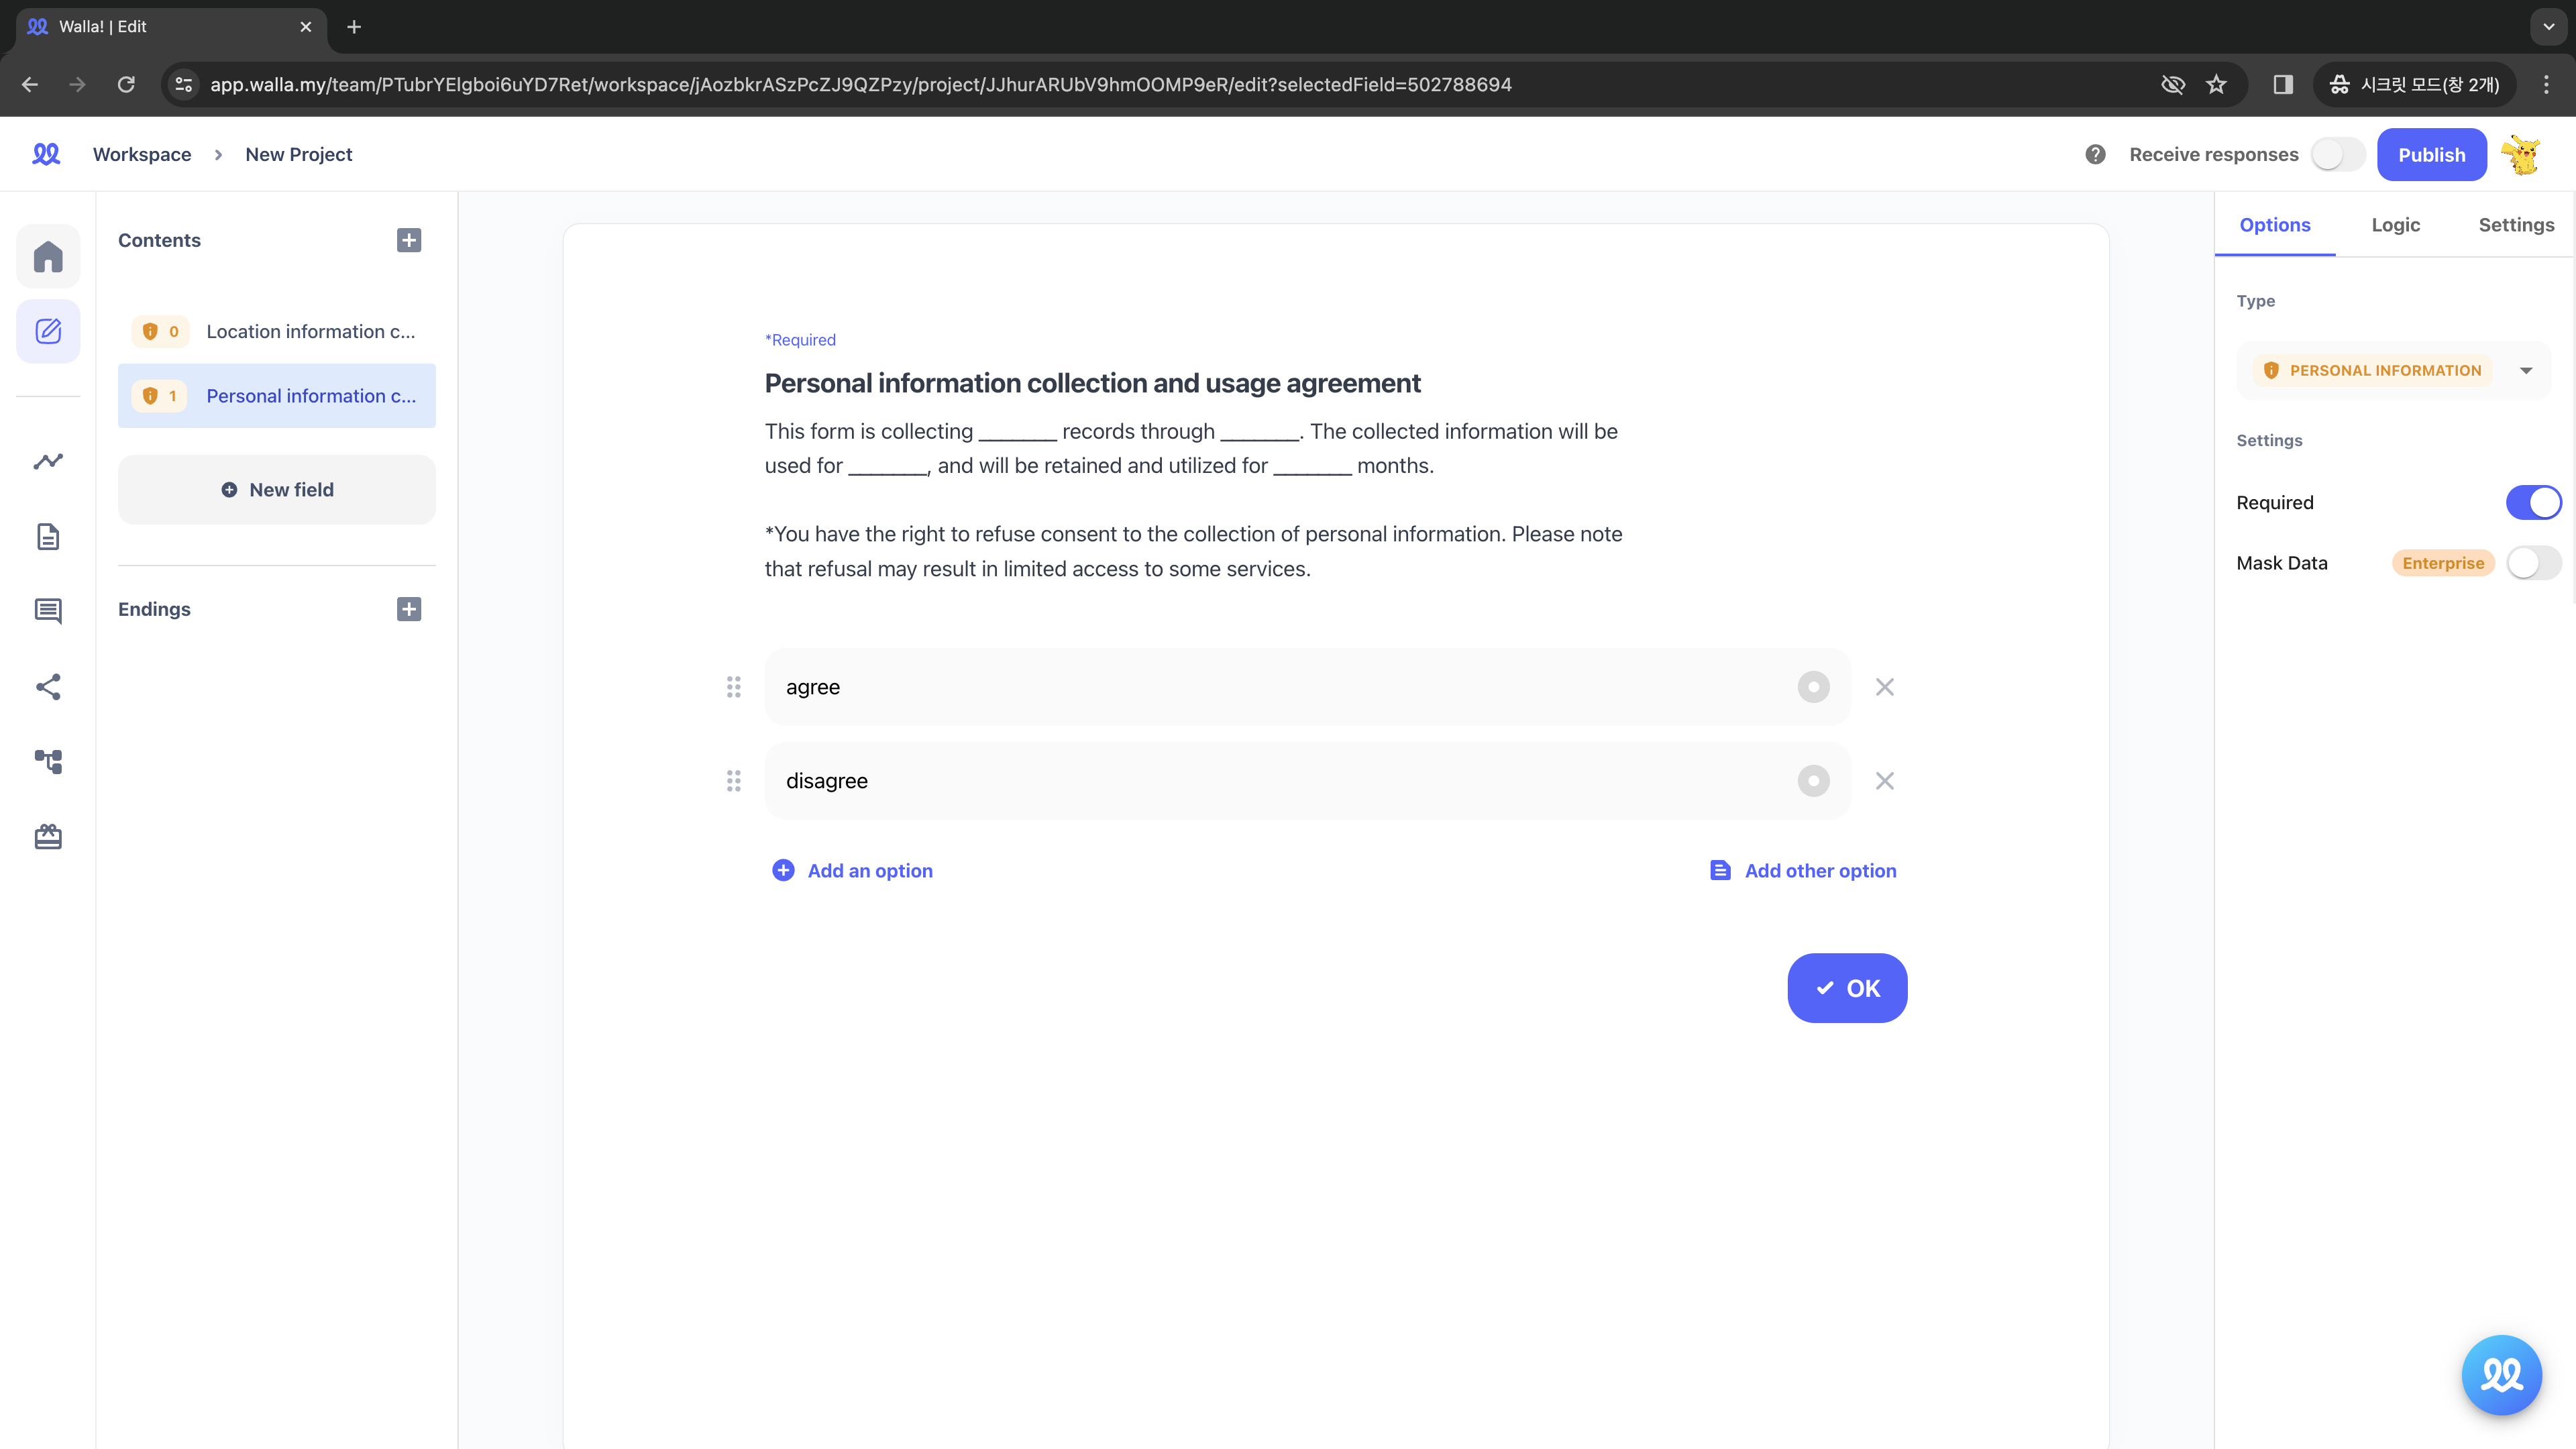 Walla! | Edit
app.walla.my/team/PTubrYElgboi6uYD7Ret/workspace/jAozbkrASzPcZJ9QZPzy/project/JJhurARUbV9hmOOMP9eR/edit?selectedField=502788694
시크릿 모드(창 2개)
Workspace > New Project
Receive responses
Publish
Contents
0 Location information c...
1 Personal information c...
New field
Endings
*Required
Personal information collection and usage agreement
This form is collecting _______ records through _______. The collected information will be
used for _______, and will be retained and utilized for _______ months.
*You have the right to refuse consent to the collection of personal information. Please note
that refusal may result in limited access to some services.
agree
disagree
Add an option
Add other option
OK
Options Logic Settings
Type
PERSONAL INFORMATION
Settings
Required
Mask Data Enterprise